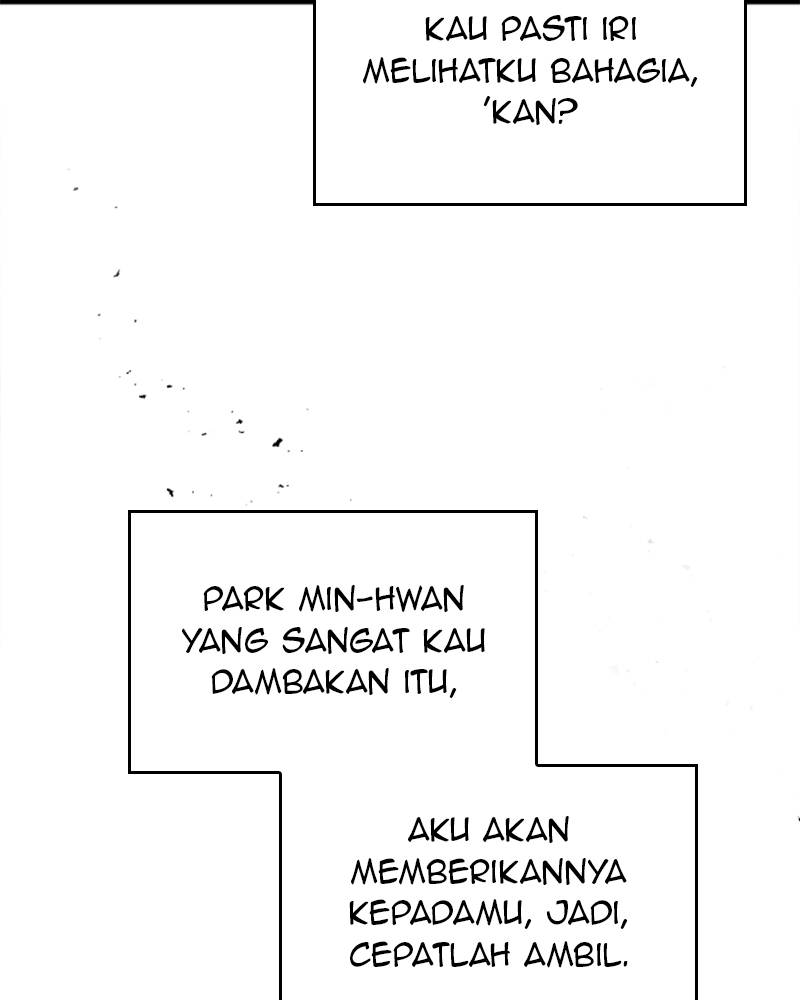 KAU PASTI IRI
MELIHATKU BAHAGIA,
'KAN?
PARK MIN-HWAN
YANG SANGAT KAU
DAMBAKAN ITU,
AKU AKAN
MEMBERIKANNYA
KEPADAMU, JADI,
CEPATLAH AMBIL.